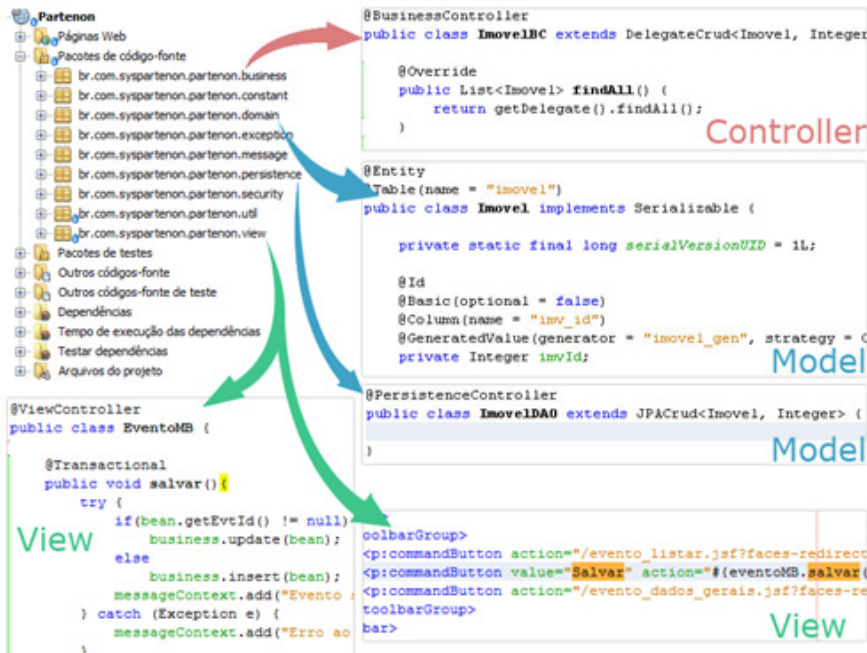 Partenon
Páginas Web
Pacotes de código-fonte
br.com.syspartenon.partenon.business
br.com.syspartenon.partenon.constant
br.com.syspartenon.partenon.domain
br.com.syspartenon.partenon.exception
br.com.syspartenon.partenon.message
br.com.syspartenon.partenon.persistence
br.com.syspartenon.partenon.security
br.com.syspartenon.partenon.util
br.com.syspartenon.partenon.view
Pacotes de testes
Outros códigos-fonte
Outros códigos-fonte de teste
Dependências
Tempo de execução das dependências
Testar dependências
Arquivos do projeto
@BusinessController
public class ImovelBC extends DelegateCrud<Imovel, Integer
@Override
public List<Imovel> findAll() {
return getDelegate().findAll();
}
Controller
@Entity
@Table(name = "imovel")
public class Imovel implements Serializable {
private static final long serialVersionUID = 1L;
@Id
@Basic(optional = false)
@Column(name = "imv_id")
@GeneratedValue(generator = "imovel_gen", strategy = G
private Integer imvId;
Model
@PersistenceController
public class ImovelDAO extends JPACrud<Imovel, Integer> {
}
Model
@ViewController
public class EventoMB {
@Transactional
public void salvar(){
try {
if(bean.getEvtId() != null)
business.update(bean);
else
business.insert(bean);
messageContext.add("Evento
} catch (Exception e) {
messageContext.add("Erro ao
}
View
oolbarGroup>
<p:commandButton action="/evento_listar.jsf?faces-redirect
<p:commandButton value="Salvar" action="#{eventoMB.salvar(
<p:commandButton action="/evento_dados_gerais.jsf?faces-re
toolbarGroup>
bar>
View